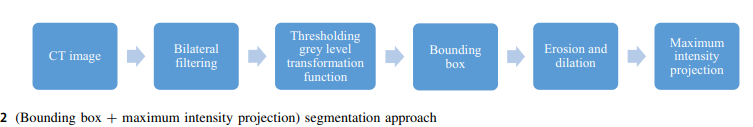 CT image
Bilateral
filtering
Thresholding
grey level
transformation
function
Bounding
box
Erosion and
dilation
Maximum
intensity
projection
2 (Bounding box + maximum intensity projection) segmentation approach